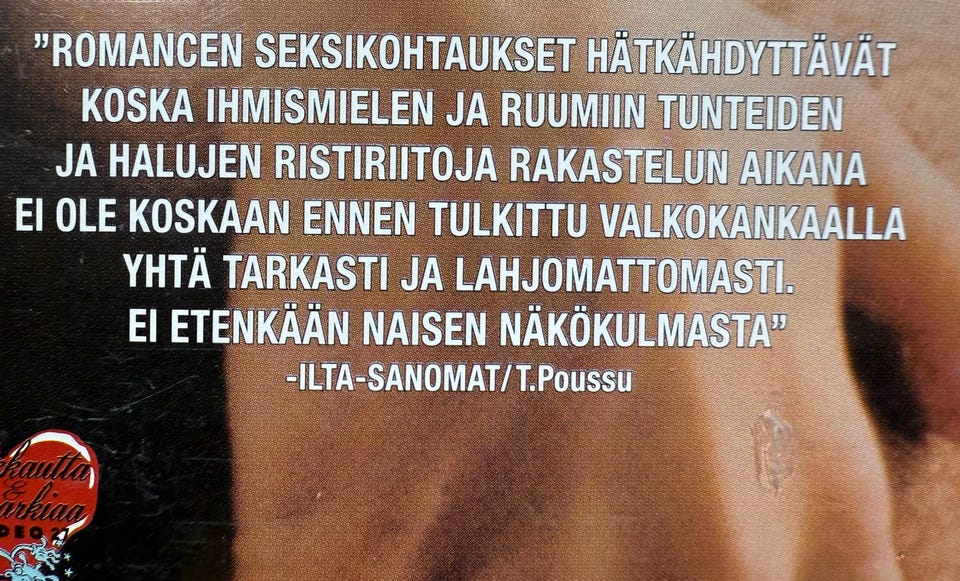 ”ROMANCEN SEKSIKOHTAUKSET HÄTKÄHDYTTÄVÄT
KOSKA IHMISMIELEN JA RUUMIIN TUNTEIDEN
JA HALUJEN RISTIRIITOJA RAKASTELUN AIKANA
EI OLE KOSKAAN ENNEN TULKITTU VALKOKANKAALLA
YHTÄ TARKASTI JA LAHJOMATTOMASTI.
EI ETENKÄÄN NAISEN NÄKÖKULMASTA”
-ILTA-SANOMAT/T.Poussu
&